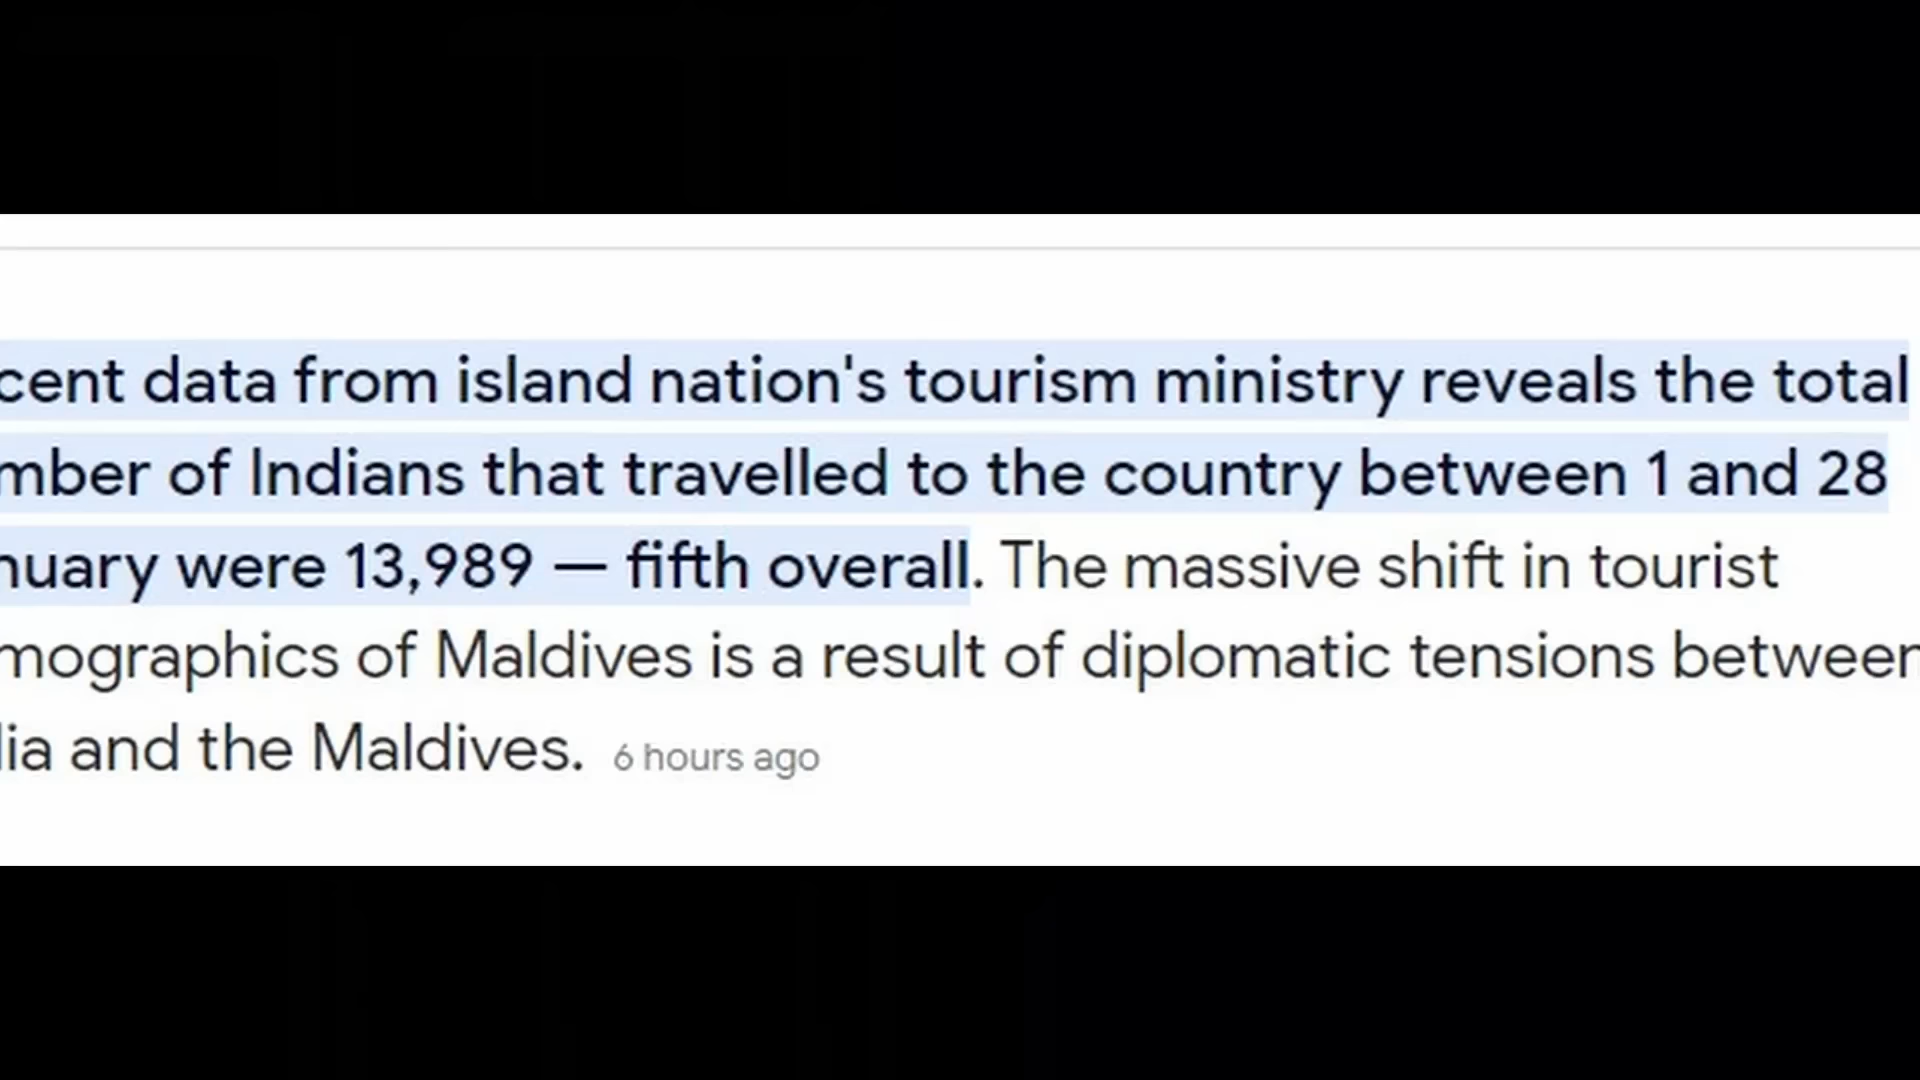 cent data from island nation's tourism ministry reveals the total
mber of Indians that travelled to the country between 1 and 28
nuary were 13,989 — fifth overall. The massive shift in tourist
mographics of Maldives is a result of diplomatic tensions between
lia and the Maldives. 6 hours ago